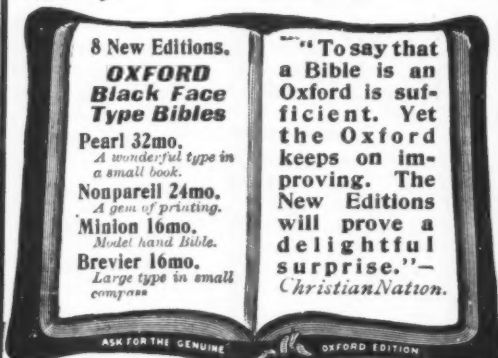 8 New Editions.
OXFORD
Black Face
Type Bibles
Pearl 32mo.
A wonderful type in
a small book.
Nonpareil 24mo.
A gem of printing.
Minion 16mo.
Model hand Bible.
Brevier 16mo.
Large type in small
compass
"To say that
a Bible is an
Oxford is suf-
ficient. Yet
the Oxford
keeps on im-
proving. The
New Editions
will prove a
delightful
surprise."—
Christian Nation.
ASK FOR THE GENUINE
OXFORD EDITION